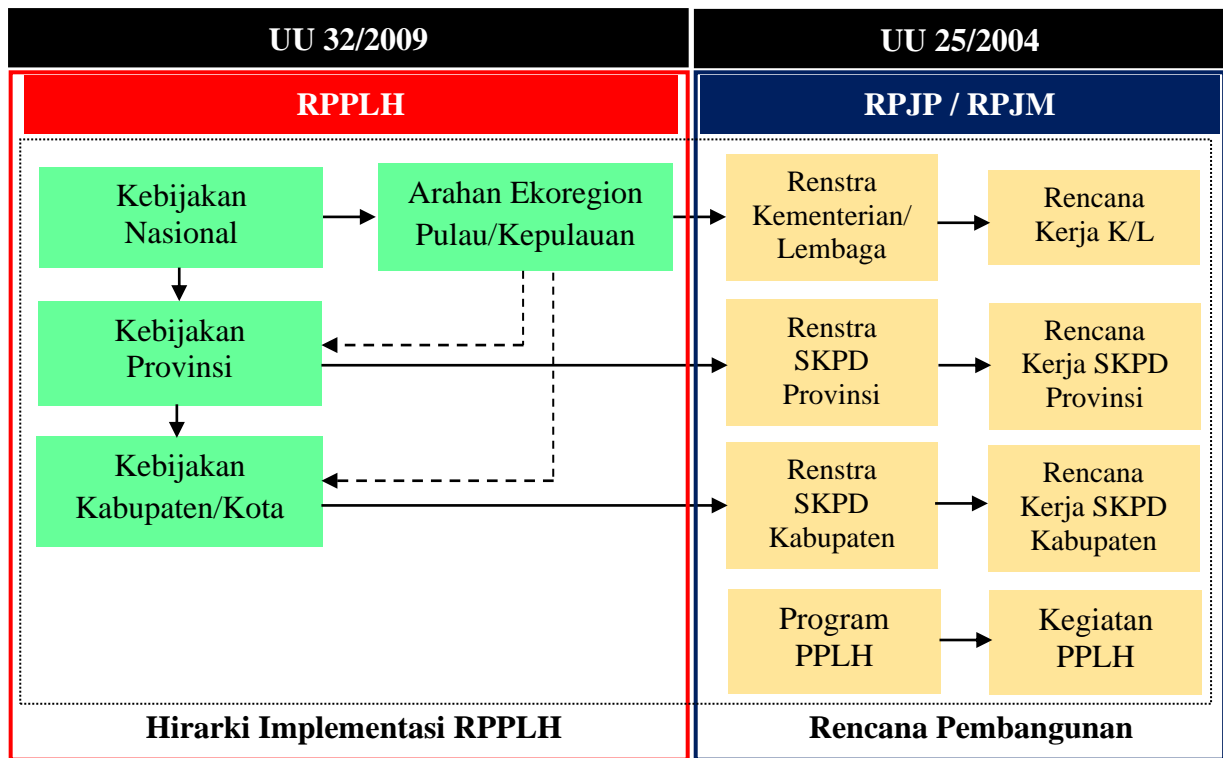 UU 32/2009
UU 25/2004
RPPLH
RPJP / RPJM
Kebijakan
Nasional
Arahan Ekoregion
Pulau/Kepulauan
Renstra
Kementerian/
Lembaga
Rencana
Kerja K/L
Kebijakan
Provinsi
Renstra
SKPD
Provinsi
Rencana
Kerja SKPD
Provinsi
Kebijakan
Kabupaten/Kota
Renstra
SKPD
Kabupaten
Rencana
Kerja SKPD
Kabupaten
Program
PPLH
Kegiatan
PPLH
Hirarki Implementasi RPPLH
Rencana Pembangunan